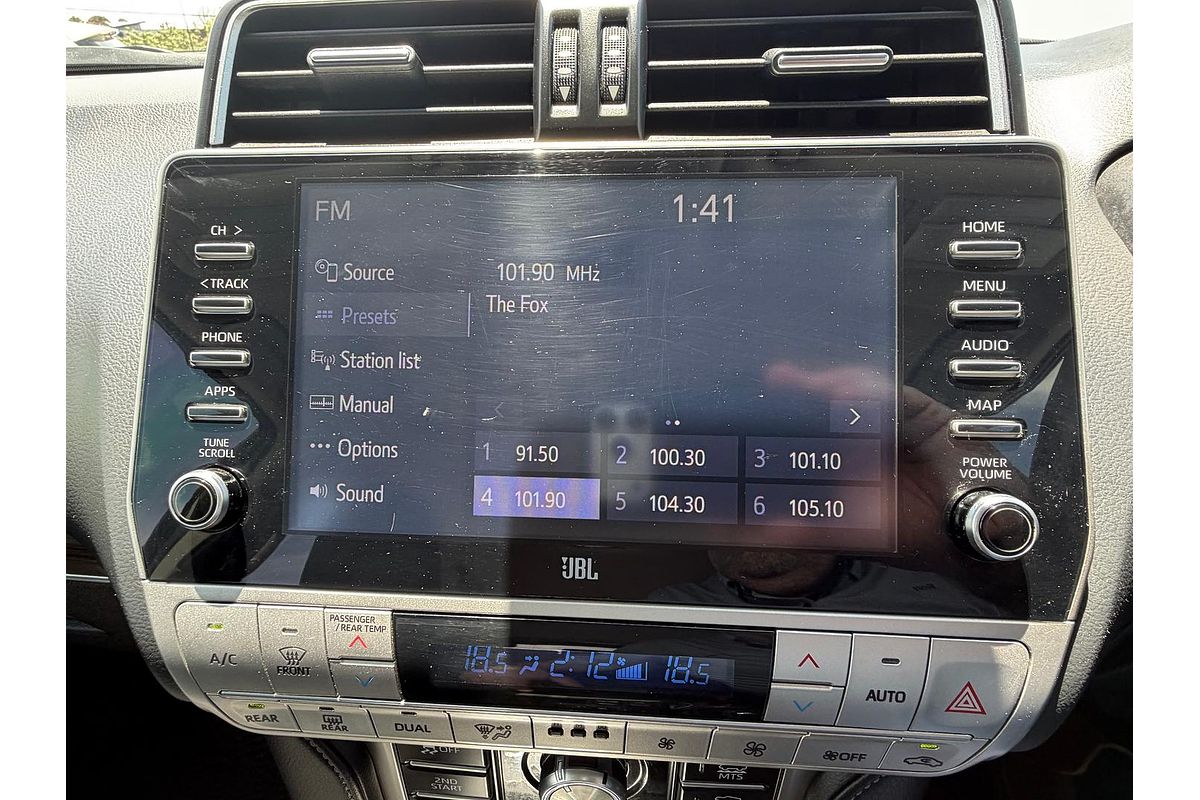 FM
1:41
CH >
< TRACK
PHONE
APPS
TUNE
SCROLL
Source
Presets
Station list
Manual
Options
Sound
101.90 MHz
The Fox
>
1 91.50
2 100.30
3 101.10
4 101.90
5 104.30
6 105.10
HOME
MENU
AUDIO
MAP
POWER
VOLUME
JBL
A/C
FRONT
PASSENGER
/REAR TEMP
18.5
2:12
18.5
AUTO
REAR
REAR
DUAL
OFF
OFF
2ND
START
MTS